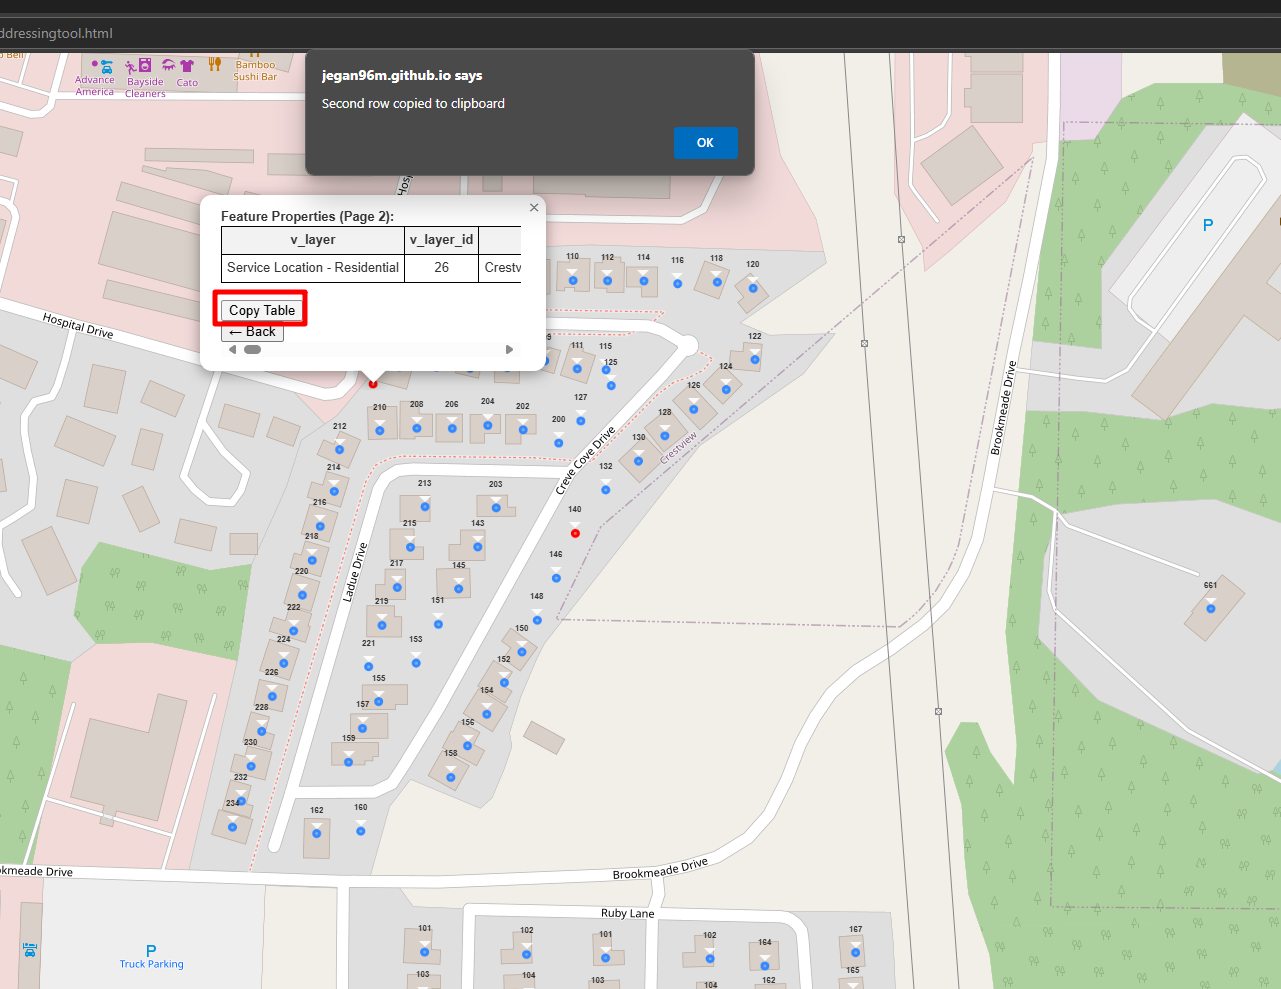 ddressingtool.html
Advance
America
Bayside
Cleaners
Cato
Bamboo
Sushi Bar
jegan96m.github.io says
Second row copied to clipboard
OK
Feature Properties (Page 2):
×
v_layer v_layer_id
Service Location - Residential 26 Crestv
Copy Table
← Back
Hospital Drive
110
112
114
116
118
120
122
124
126
128
130
132
140
146
148
150
152
154
156
158
111
115
125
127
200
202
204
206
208
210
212
214
216
218
220
222
224
226
228
230
232
234
213
203
215
143
217
145
219
151
221
153
155
157
159
162
160
661
P
Creve Cove Drive
Crestview
Ladue Drive
Brookmeade Drive
okmeade Drive
Brookmeade Drive
Ruby Lane
P
Truck Parking
101
102
101
102
164
167
103
104
103
104
162
165